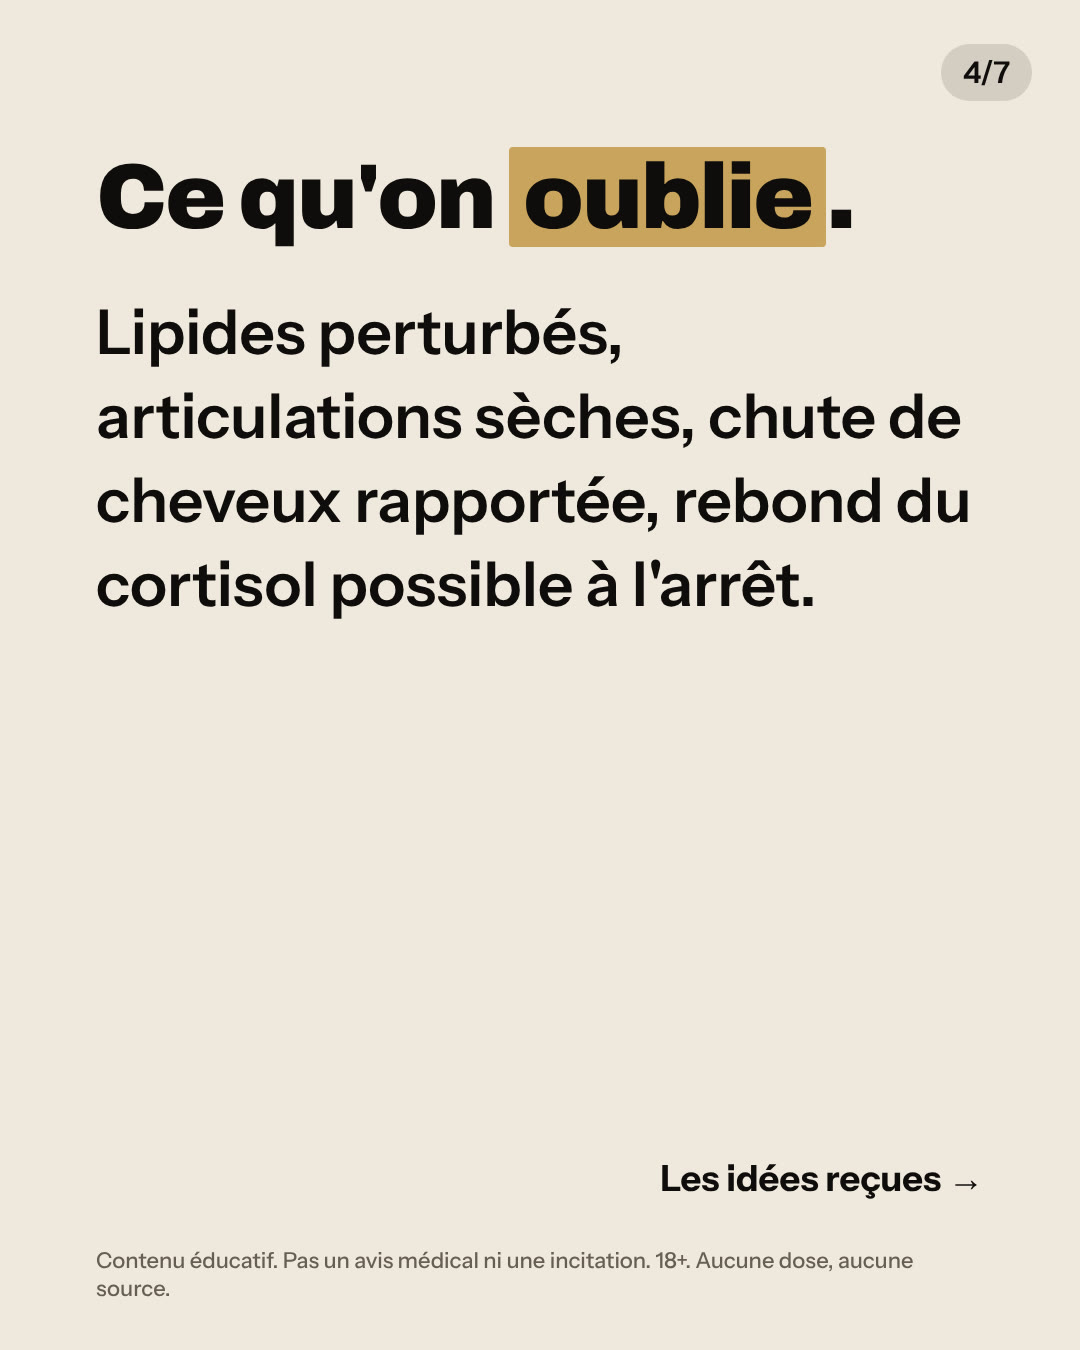 4/7
Ce qu'on oublie.
Lipides perturbés,
articulations sèches, chute de
cheveux rapportée, rebond du
cortisol possible à l'arrêt.
Les idées reçues →
Contenu éducatif. Pas un avis médical ni une incitation. 18+. Aucune dose, aucune
source.